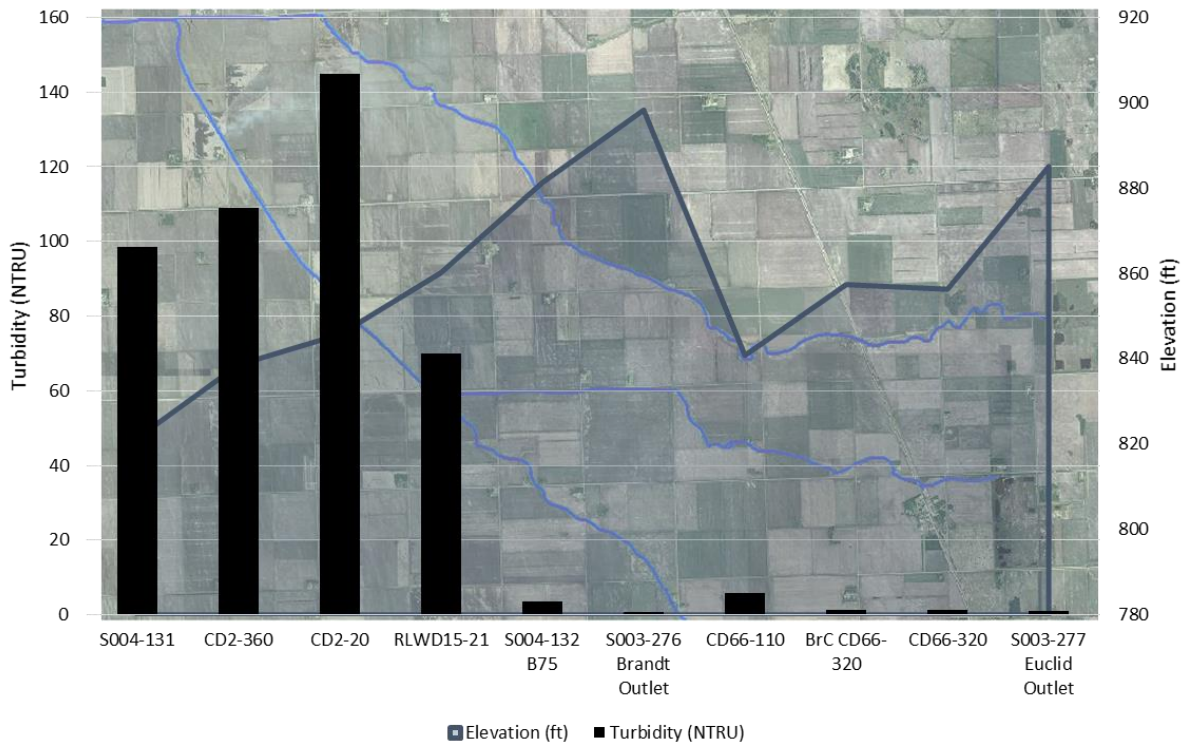 160
140
120
100
80
60
40
20
0
Turbidity (NTRU)
920
900
880
860
840
820
800
780
Elevation (ft)
S004-131 CD2-360 CD2-20 RLWD15-21 S004-132 S003-276 CD66-110 BrC CD66- CD66-320 S003-277
B75 Brandt 320 Euclid
Outlet Outlet
Elevation (ft) Turbidity (NTRU)